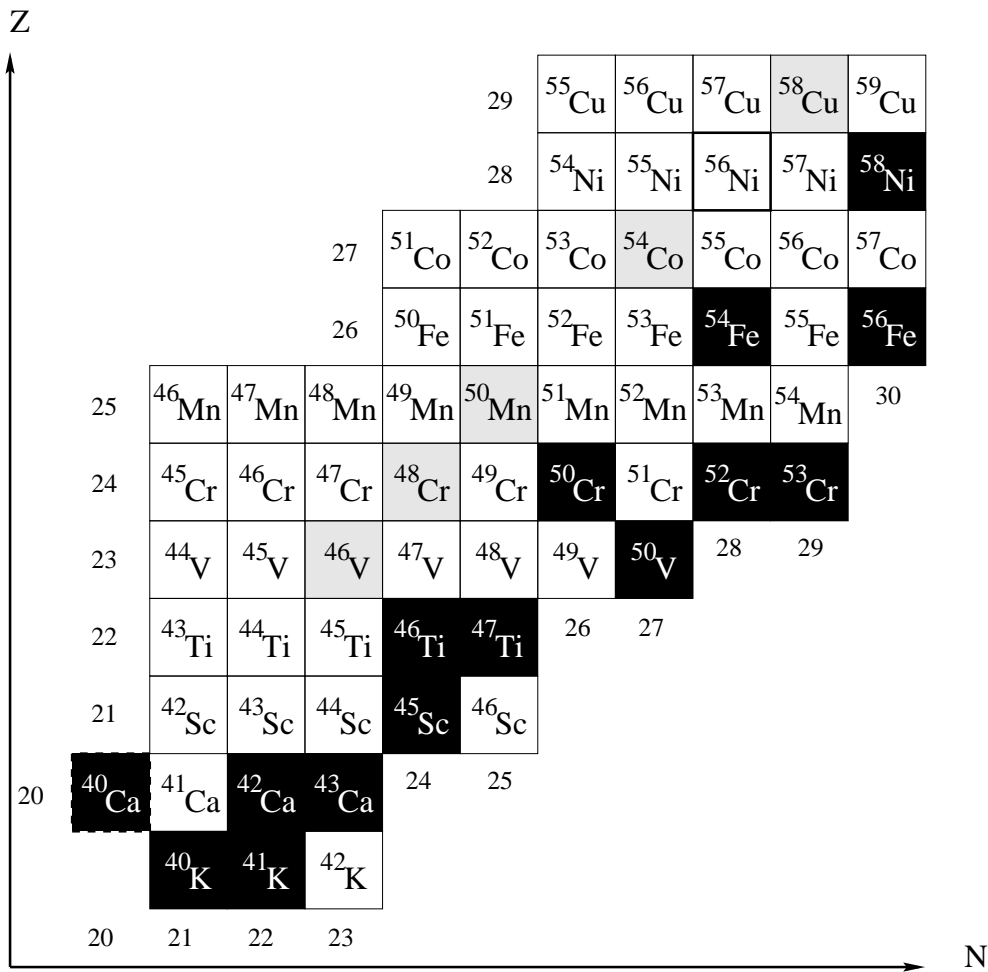 Z
29 55Cu 56Cu 57Cu 58Cu 59Cu
28 54Ni 55Ni 56Ni 57Ni 58Ni
27 51Co 52Co 53Co 54Co 55Co 56Co 57Co
26 50Fe 51Fe 52Fe 53Fe 54Fe 55Fe 56Fe
25 46Mn 47Mn 48Mn 49Mn 50Mn 51Mn 52Mn 53Mn 54Mn 30
24 45Cr 46Cr 47Cr 48Cr 49Cr 50Cr 51Cr 52Cr 53Cr
23 44V 45V 46V 47V 48V 49V 50V 28 29
22 43Ti 44Ti 45Ti 46Ti 47Ti 26 27
21 42Sc 43Sc 44Sc 45Sc 46Sc
20 40Ca 41Ca 42Ca 43Ca 24 25
40K 41K 42K
20 21 22 23
N